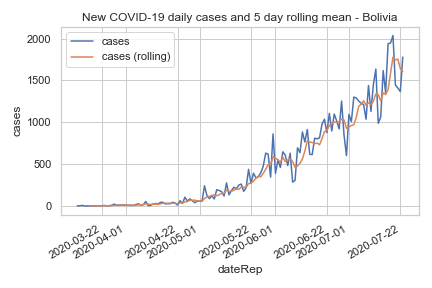 New COVID-19 daily cases and 5 day rolling mean - Bolivia
cases
cases (rolling)
2000
1500
1000
500
0
cases
2020-03-22
2020-04-01
2020-04-22
2020-05-01
2020-05-22
2020-06-01
2020-06-22
2020-07-01
2020-07-22
dateRep